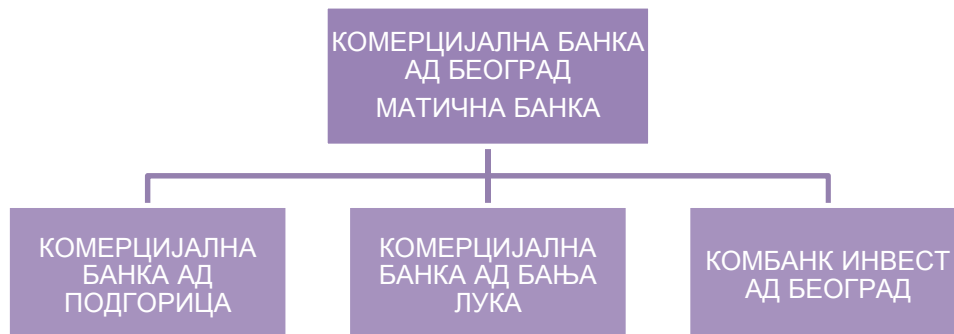 КОМЕРЦИЈАЛНА БАНКА
АД БЕОГРАД
МАТИЧНА БАНКА
КОМЕРЦИЈАЛНА
БАНКА АД
ПОДГОРИЦА
КОМЕРЦИЈАЛНА
БАНКА АД БАЊА
ЛУКА
КОМБАНК ИНВЕСТ
АД БЕОГРАД